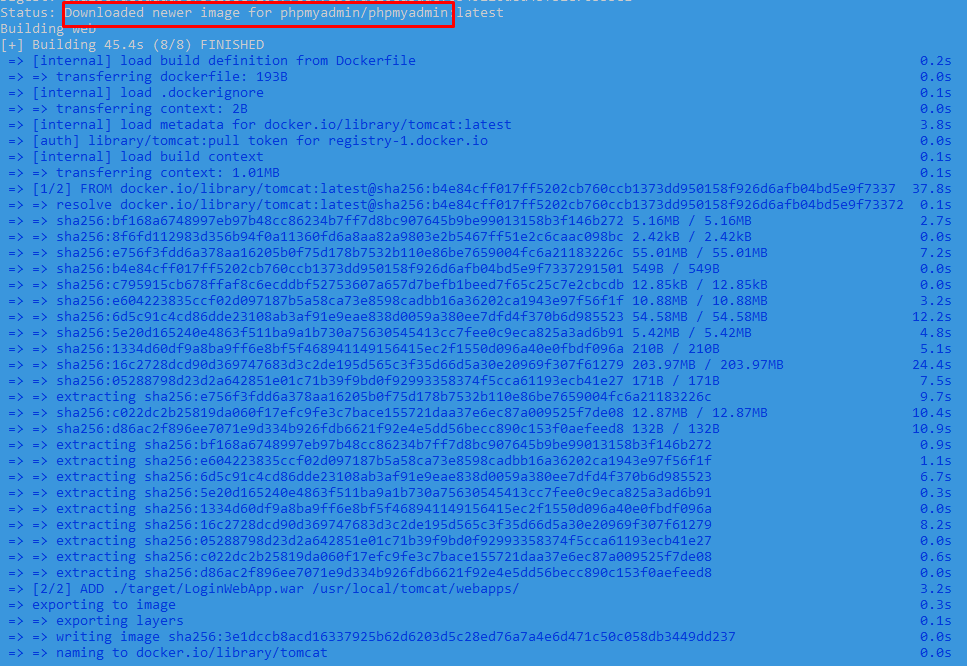 Status: Downloaded newer image for phpmyadmin/phpmyadmin:latest
Building web
[+] Building 45.4s (8/8) FINISHED
=> [internal] load build definition from Dockerfile 0.2s
=> => transferring dockerfile: 193B 0.0s
=> [internal] load .dockerignore 0.1s
=> => transferring context: 2B 0.0s
=> [internal] load metadata for docker.io/library/tomcat:latest 3.8s
=> [auth] library/tomcat:pull token for registry-1.docker.io 0.0s
=> [internal] load build context 0.1s
=> => transferring context: 1.01MB 0.1s
=> [1/2] FROM docker.io/library/tomcat:latest@sha256:b4e84cff017ff5202cb760ccb1373dd950158f926d6afb04bd5e9f7337 37.8s
=> => resolve docker.io/library/tomcat:latest@sha256:b4e84cff017ff5202cb760ccb1373dd950158f926d6afb04bd5e9f73372 0.1s
=> => sha256:bf168a6748997eb97b48cc86234b7ff7d8bc907645b9be99013158b3f146b272 5.16MB / 5.16MB 2.7s
=> => sha256:8f6fd112983d356b94f0a11360fd6a8aa82a9803e2b5467ff51e2c6caac098bc 2.42kB / 2.42kB 0.0s
=> => sha256:e756f3fdd6a378aa16205b0f75d178b7532b110e86be7659004fc6a21183226c 55.01MB / 55.01MB 7.2s
=> => sha256:b4e84cff017ff5202cb760ccb1373dd950158f926d6afb04bd5e9f7337291501 549B / 549B 0.0s
=> => sha256:c795915cb678ffaf8c6ecddbf52753607a657d7befb1beed7f65c25c7e2cbcdb 12.85kB / 12.85kB 0.0s
=> => sha256:e604223835ccf02d097187b5a58ca73e8598cadbb16a36202ca1943e97f56f1f 10.88MB / 10.88MB 3.2s
=> => sha256:6d5c91c4cd86dde23108ab3af91e9eae838d0059a380ee7dfd4f370b6d985523 54.58MB / 54.58MB 12.2s
=> => sha256:5e20d165240e4863f511ba9a1b730a75630545413cc7fee0c9eca825a3ad6b91 5.42MB / 5.42MB 4.8s
=> => sha256:1334d60df9a8ba9ff6e8bf5f468941149156415ec2f1550d096a40e0fbdf096a 210B / 210B 5.1s
=> => sha256:16c2728dcd90d369747683d3c2de195d565c3f35d66d5a30e20969f307f61279 203.97MB / 203.97MB 24.4s
=> => sha256:05288798d23d2a642851e01c71b39f9bd0f92993358374f5cca61193ecb41e27 171B / 171B 7.5s
=> => extracting sha256:e756f3fdd6a378aa16205b0f75d178b7532b110e86be7659004fc6a21183226c 9.7s
=> => sha256:c022dc2b25819da060f17efc9fe3c7bace155721daa37e6ec87a009525f7de08 12.87MB / 12.87MB 10.4s
=> => sha256:d86ac2f896ee7071e9d334b926fdb6621f92e4e5dd56becc890c153f0aefeed8 132B / 132B 10.9s
=> => extracting sha256:bf168a6748997eb97b48cc86234b7ff7d8bc907645b9be99013158b3f146b272 0.9s
=> => extracting sha256:e604223835ccf02d097187b5a58ca73e8598cadbb16a36202ca1943e97f56f1f 1.1s
=> => extracting sha256:6d5c91c4cd86dde23108ab3af91e9eae838d0059a380ee7dfd4f370b6d985523 6.7s
=> => extracting sha256:5e20d165240e4863f511ba9a1b730a75630545413cc7fee0c9eca825a3ad6b91 0.3s
=> => extracting sha256:1334d60df9a8ba9ff6e8bf5f468941149156415ec2f1550d096a40e0fbdf096a 0.0s
=> => extracting sha256:16c2728dcd90d369747683d3c2de195d565c3f35d66d5a30e20969f307f61279 8.2s
=> => extracting sha256:05288798d23d2a642851e01c71b39f9bd0f92993358374f5cca61193ecb41e27 0.0s
=> => extracting sha256:c022dc2b25819da060f17efc9fe3c7bace155721daa37e6ec87a009525f7de08 0.6s
=> => extracting sha256:d86ac2f896ee7071e9d334b926fdb6621f92e4e5dd56becc890c153f0aefeed8 0.0s
=> [2/2] ADD ./target/LoginWebApp.war /usr/local/tomcat/webapps/ 3.2s
=> exporting to image 0.3s
=> => exporting layers 0.1s
=> => writing image sha256:3e1dccb8acd16337925b62d6203d5c28ed76a7a4e6d471c50c058db3449dd237 0.0s
=> => naming to docker.io/library/tomcat 0.0s